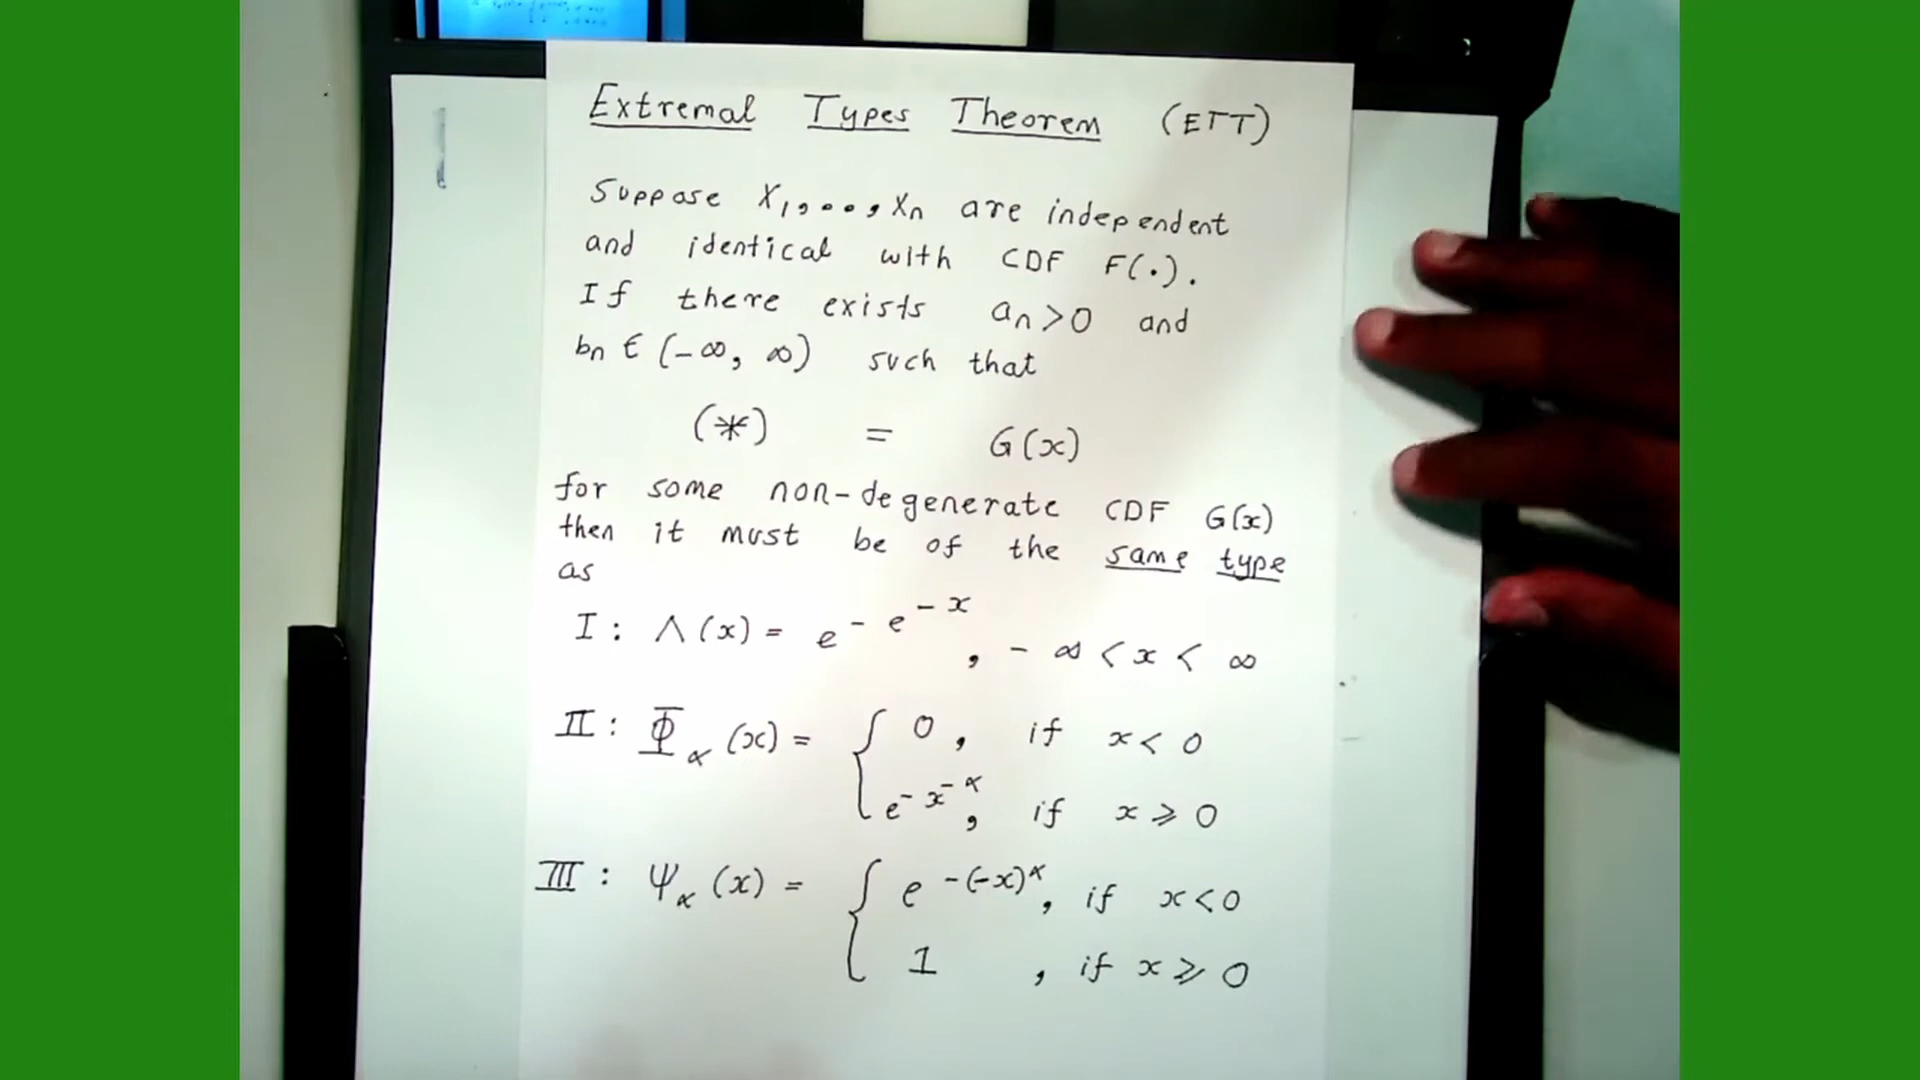 Extremal Types Theorem (ETT)
Suppose X₁,..., Xn are independent
and identical with CDF F(.).
If there exists an>0 and
bn ∈ (-∞, ∞) such that
(*) = G(x)
for some non-degenerate CDF G(x)
then it must be of the same type
as
I: Λ(x) = e^{-e^{-x}}, -∞ < x < ∞
II: Φ_α(x) = { 0, if x < 0
e^{-x^{-α}}, if x ⩾ 0
III: Ψ_α(x) = { e^{-(-x)^α}, if x<0
1, if x ⩾ 0